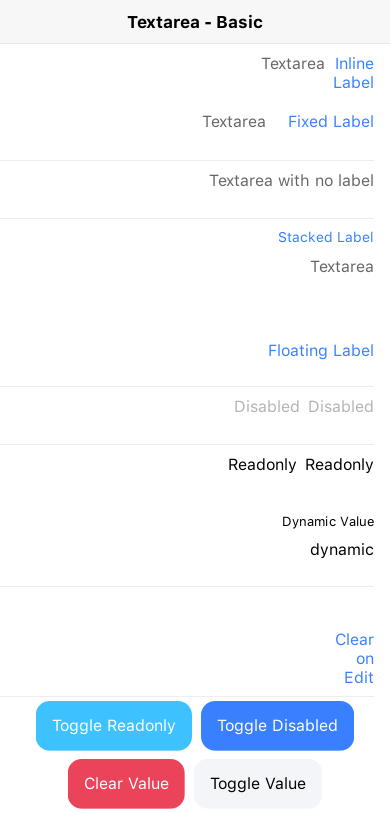 Textarea - Basic
Textarea Inline
Label
Textarea Fixed Label
Textarea with no label
Stacked Label
Textarea
Floating Label
Disabled Disabled
Readonly Readonly
Dynamic Value
dynamic
Clear
on
Edit
Toggle Readonly Toggle Disabled
Clear Value Toggle Value